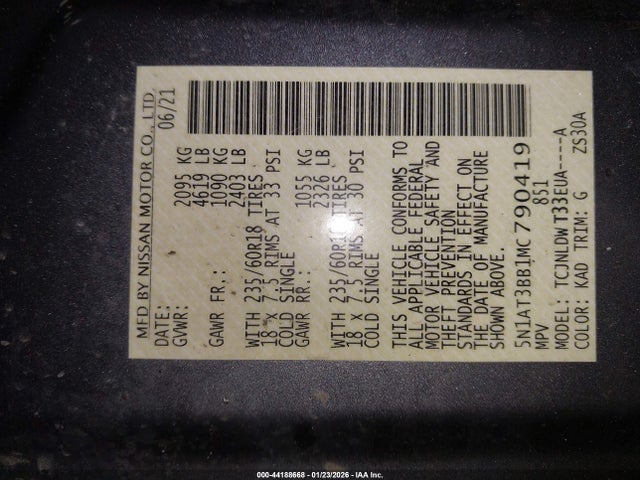 MFD BY NISSAN MOTOR CO., LTD.
DATE: 06/21
GVWR: 2095 KG
4619 LB
GAWR FR,: 1090 KG
2403 LB
WITH 235/60R18 TIRES
18 x 7.5 RIMS AT 33 PSI
COLD SINGLE
GAWR RR.: 1055 KG
2326 LB
WITH 235/60R18 TIRES
18 x 7.5 RIMS AT 30 PSI
COLD SINGLE
THIS VEHICLE CONFORMS TO
ALL APPLICABLE FEDERAL
MOTOR VEHICLE SAFETY AND
THEFT PREVENTION
STANDARDS IN EFFECT ON
THE DATE OF MANUFACTURE
SHOWN ABOVE.
5N1AT3BB1MC790419
MPV 851
MODEL: TCJNLDWT33EUA----A
COLOR: KAD TRIM: G ZS30A
000-44188668 - 01/23/2026 - IAA Inc.